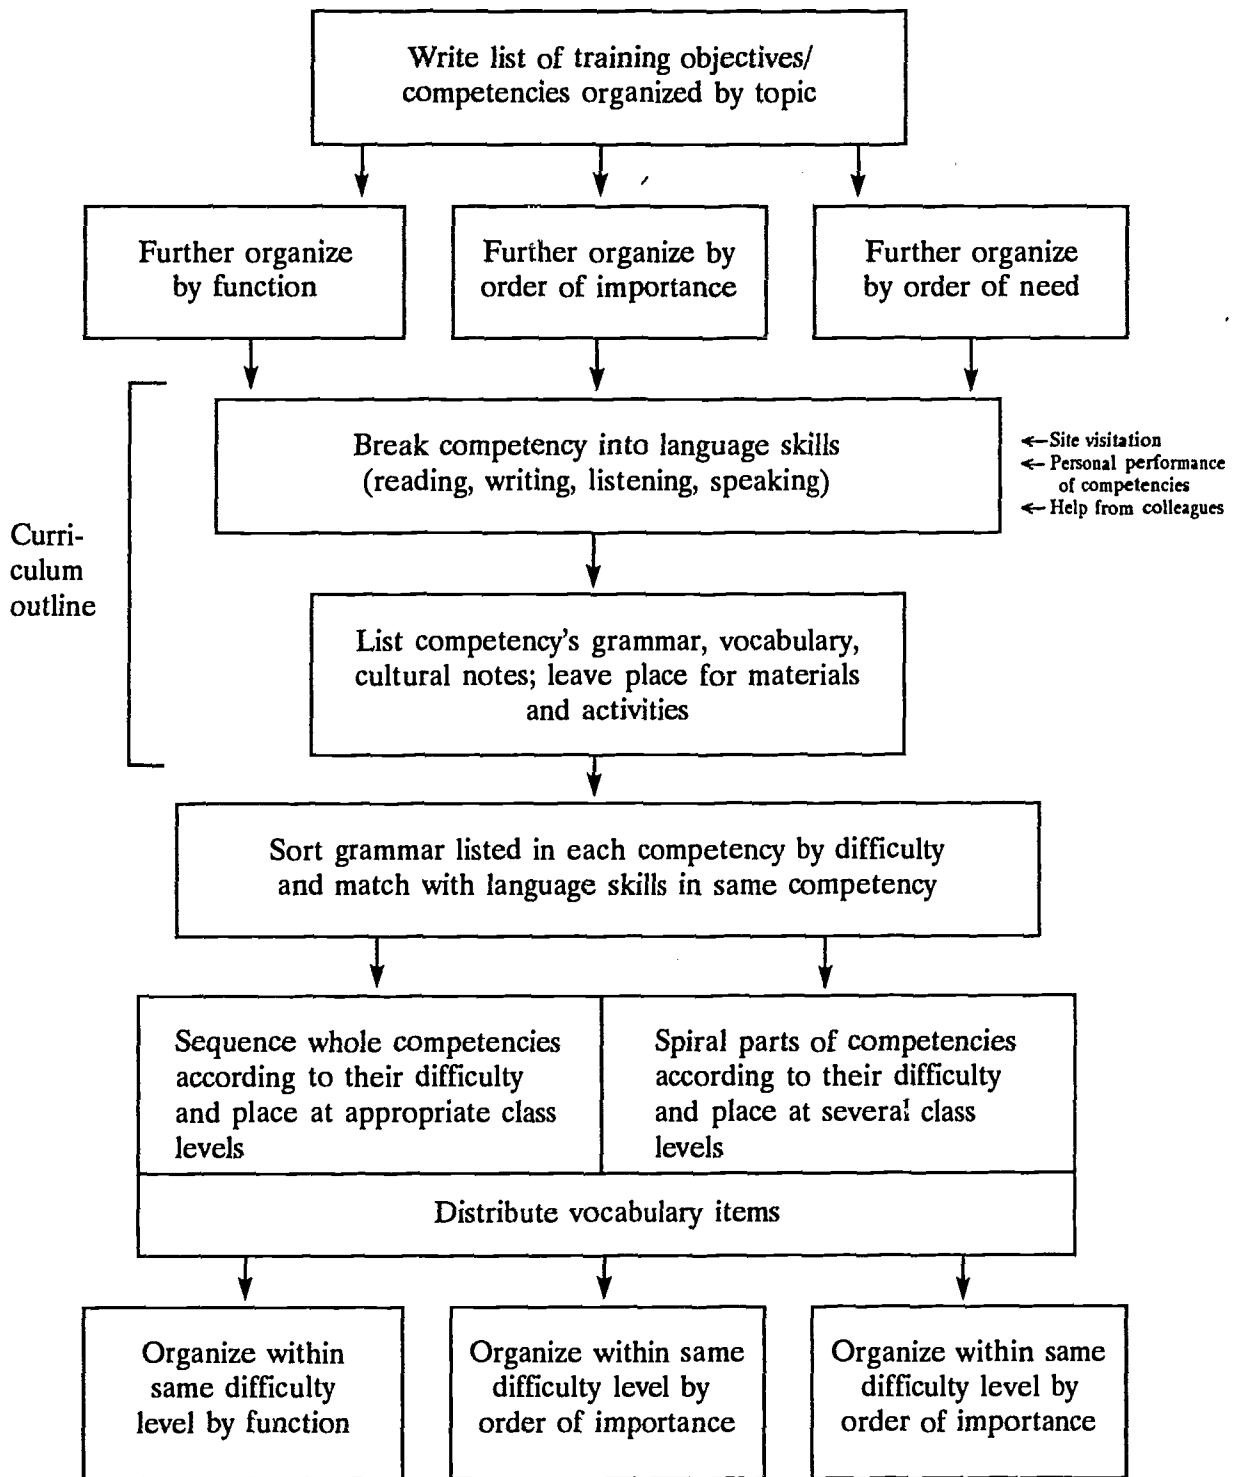 Write list of training objectives/
competencies organized by topic
Further organize
by function
Further organize by
order of importance
Further organize
by order of need
Break competency into language skills
(reading, writing, listening, speaking)
←Site visitation
←Personal performance
of competencies
←Help from colleagues
Curri-
culum
outline
List competency's grammar, vocabulary,
cultural notes; leave place for materials
and activities
Sort grammar listed in each competency by difficulty
and match with language skills in same competency
Sequence whole competencies
according to their difficulty
and place at appropriate class
levels
Spiral parts of competencies
according to their difficulty
and place at several class
levels
Distribute vocabulary items
Organize within
same difficulty
level by function
Organize within same
difficulty level by
order of importance
Organize within same
difficulty level by
order of importance